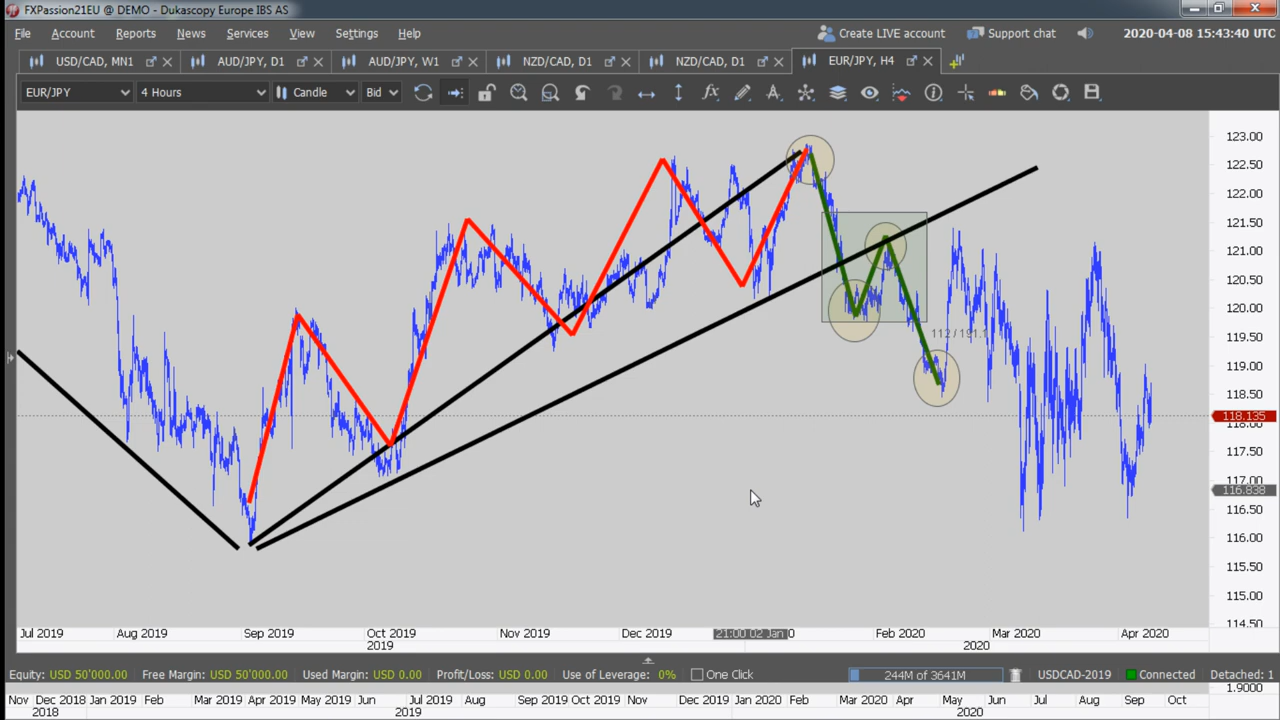 FXPassion21EU @ DEMO - Dukascopy Europe IBS AS
File Account Reports News Services View Settings Help Create LIVE account Support chat 2020-04-08 15:43:40 UTC
USD/CAD, MN1 AUD/JPY, D1 AUD/JPY, W1 NZD/CAD, D1 NZD/CAD, D1 EUR/JPY, H4
EUR/JPY 4 Hours Candle Bid
123.00
122.50
122.00
121.50
121.00
120.50
120.00
112 / 191.1
119.50
119.00
118.50
118.135
118.00
117.50
117.00
116.838
116.50
116.00
115.50
115.00
114.50
Jul 2019 Aug 2019 Sep 2019 Oct 2019 Nov 2019 Dec 2019 21:00 02 Jan 0 Feb 2020 Mar 2020 Apr 2020
2019 2020
Equity: USD 50'000.00 Free Margin: USD 50'000.00 Used Margin: USD 0.00 Profit/Loss: USD 0.00 Use of Leverage: 0% One Click 244M of 3641M USDCAD-2019 Connected Detached: 1
1.9000
Nov Dec 2018 Jan 2019 Feb Mar 2019 Apr 2019 May 2019 Jun Jul 2019 Aug Sep 2019 Oct 2019 Nov Dec 2019 Jan 2020 Feb Mar 2020 Apr May Jun Jul Aug Sep Oct
2018 2019 2020